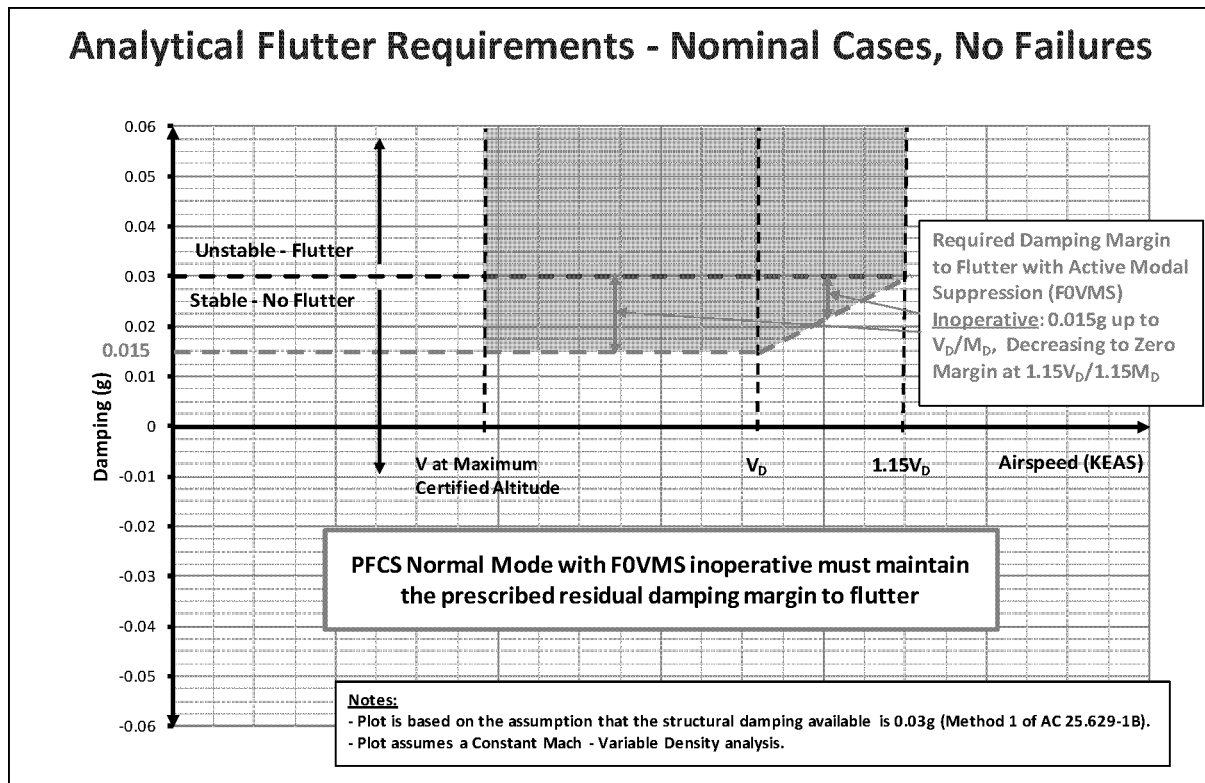 Analytical Flutter Requirements - Nominal Cases, No Failures
0.06
0.05
0.04
0.03
0.02
0.015
0.01
0
-0.01
-0.02
-0.03
-0.04
-0.05
-0.06
Damping (g)
Unstable - Flutter
Stable - No Flutter
Required Damping Margin
to Flutter with Active Modal
Suppression (F0VMS)
Inoperative: 0.015g up to
VD/MD, Decreasing to Zero
Margin at 1.15VD/1.15MD
V at Maximum
Certified Altitude
VD
1.15VD
Airspeed (KEAS)
PFCS Normal Mode with F0VMS inoperative must maintain
the prescribed residual damping margin to flutter
Notes:
- Plot is based on the assumption that the structural damping available is 0.03g (Method 1 of AC 25.629-1B).
- Plot assumes a Constant Mach - Variable Density analysis.